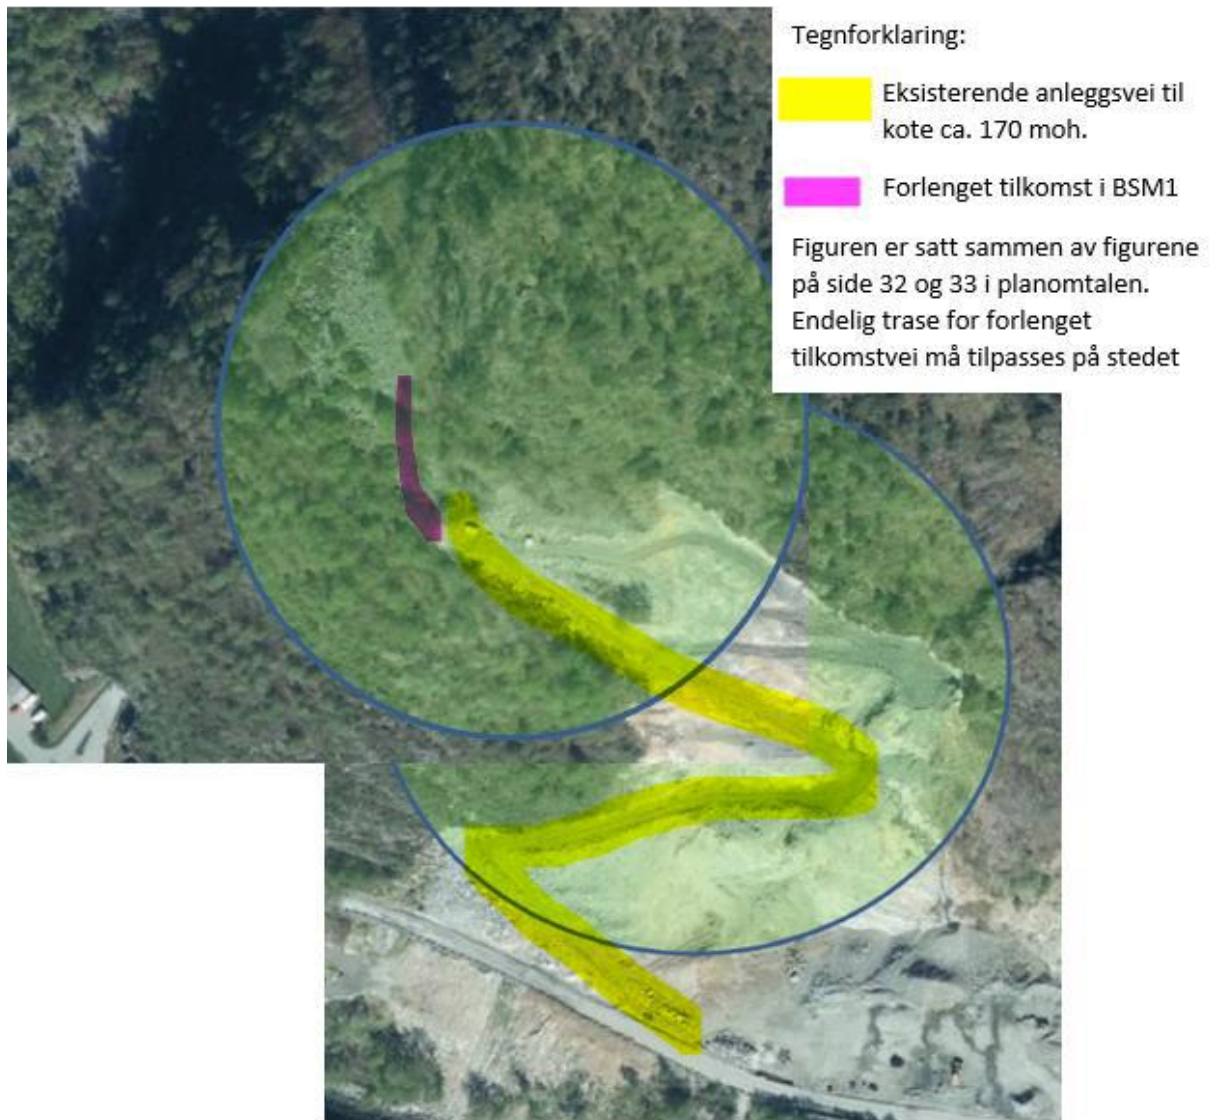 Tegnforklaring:
Eksisterende anleggsvei til
kote ca. 170 moh.
Forlenget tilkomst i BSM1
Figuren er satt sammen av figurene
på side 32 og 33 i planomtalen.
Endelig trase for forlenget
tilkomstvei må tilpasses på stedet